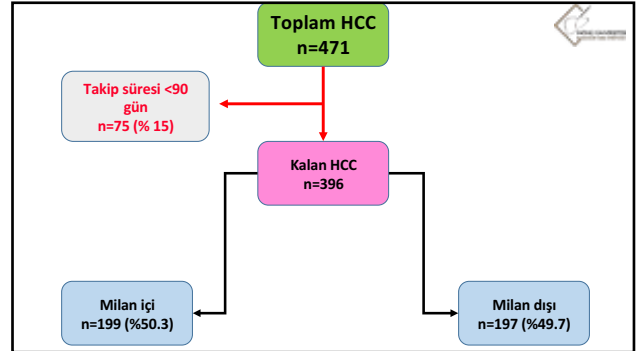 Toplam HCC
n=471
Takip süresi <90
gün
n=75 (% 15)
Kalan HCC
n=396
Milan içi
n=199 (%50.3)
Milan dışı
n=197 (%49.7)